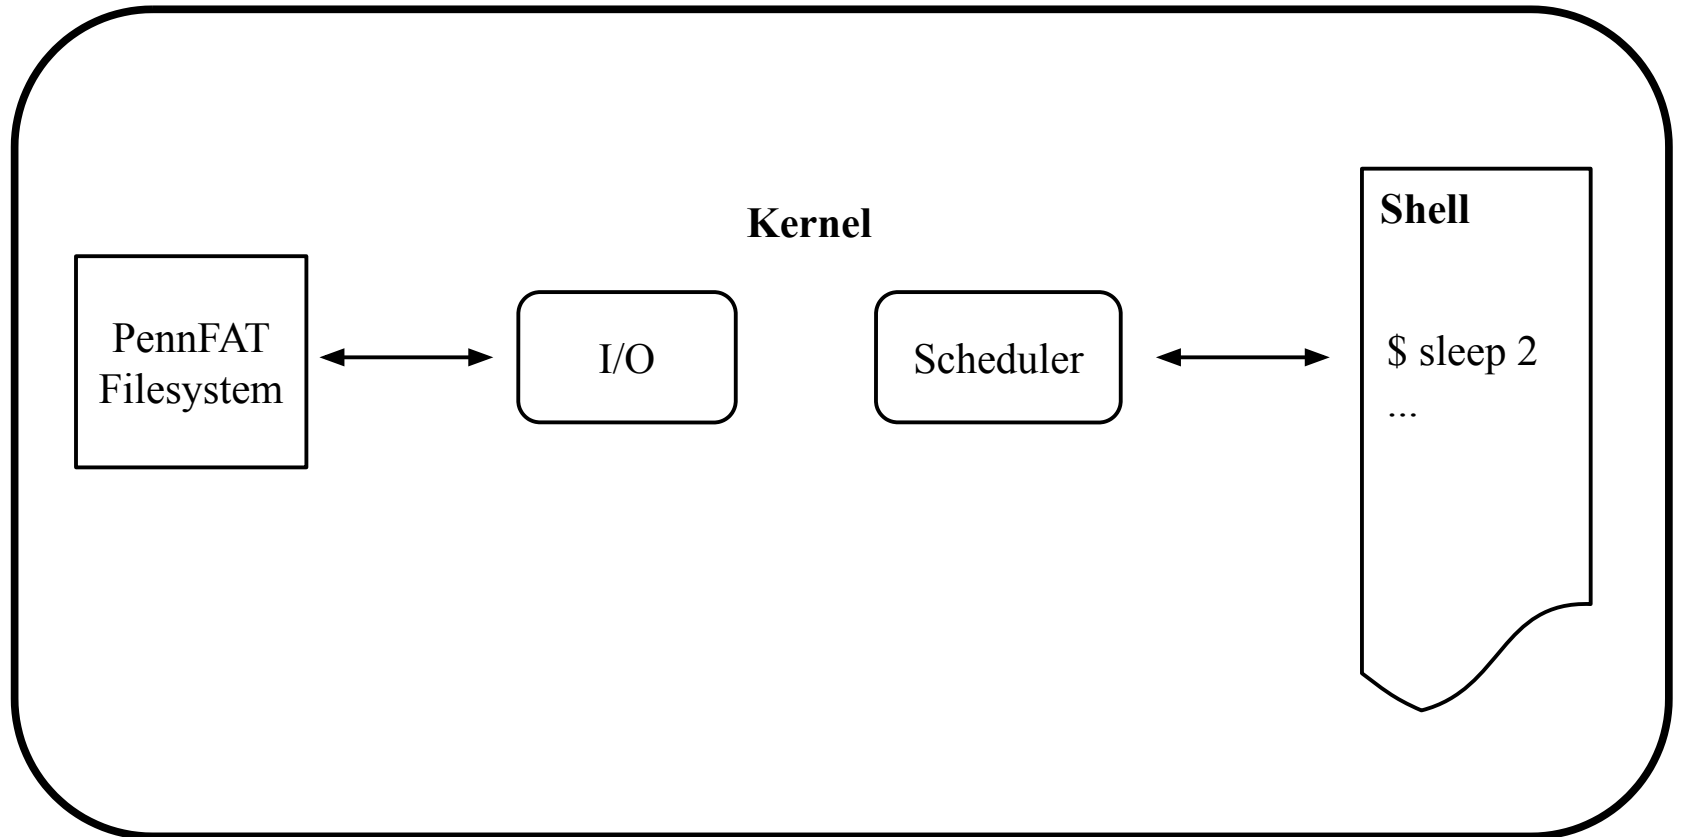 PennFAT
Filesystem
I/O
Kernel
Scheduler
Shell
$ sleep 2
...